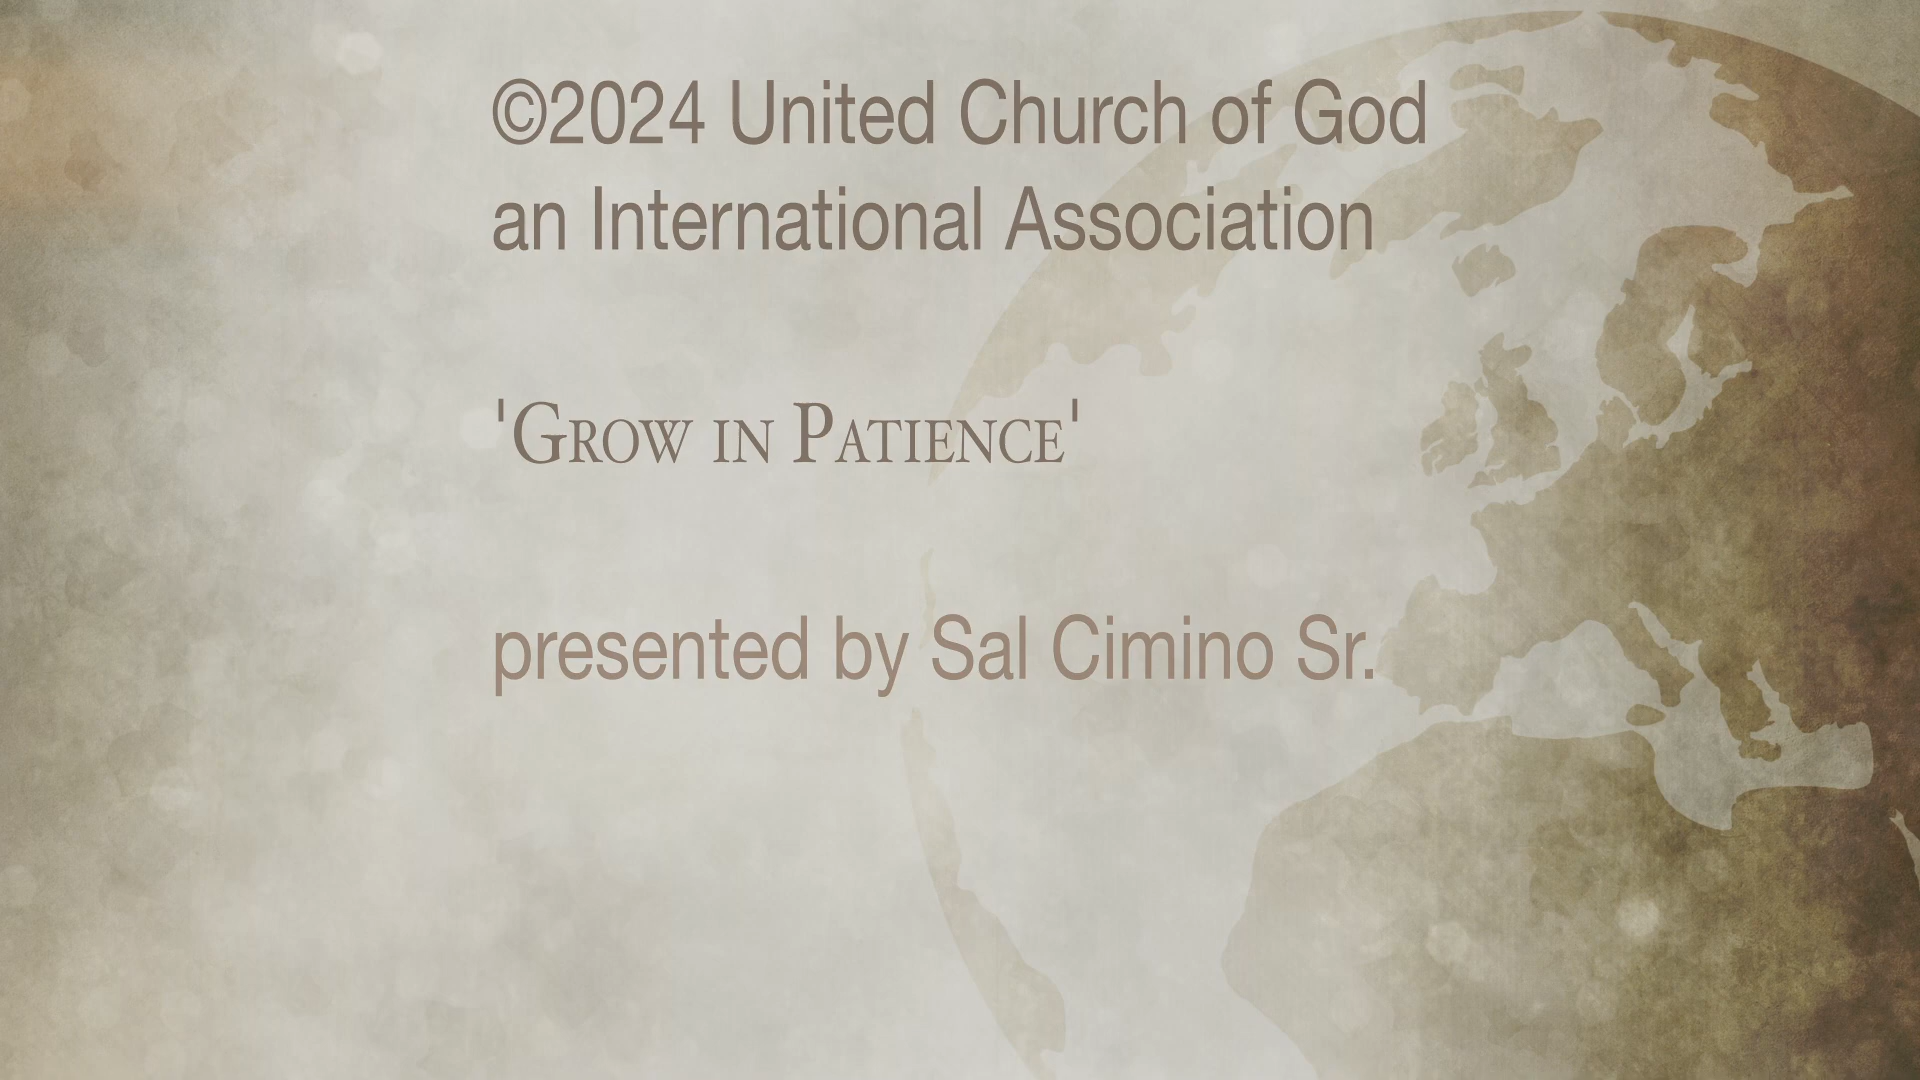 ©2024 United Church of God
an International Association
'Grow in Patience'
presented by Sal Cimino Sr.